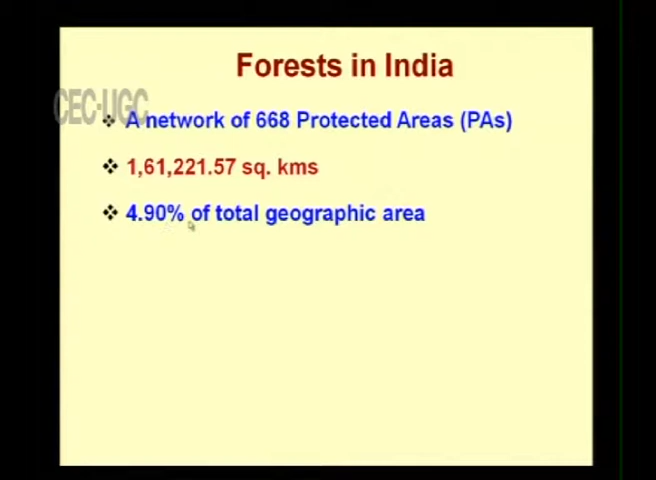 Forests in India
CEC-UGC
❖ A network of 668 Protected Areas (PAs)
❖ 1,61,221.57 sq. kms
❖ 4.90% of total geographic area